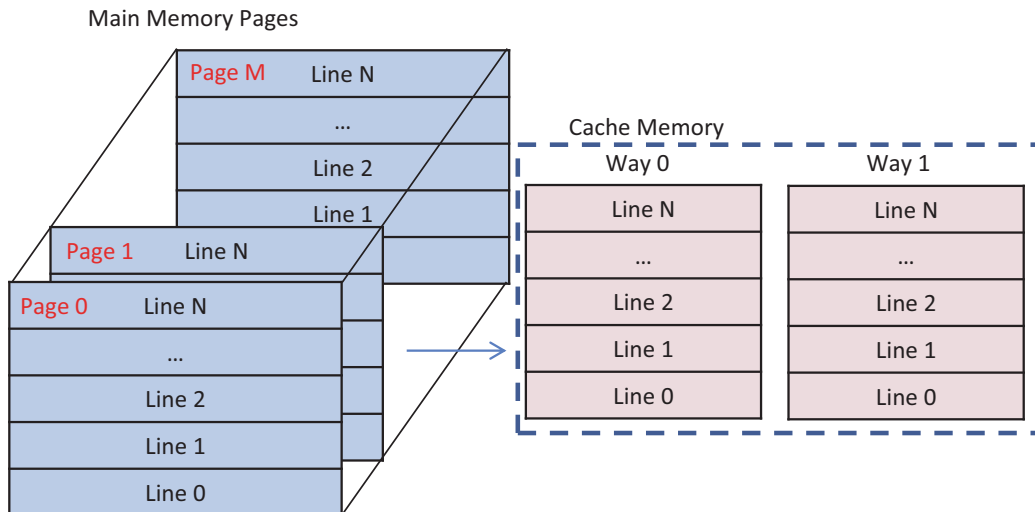 Main Memory Pages
Page M Line N
...
Line 2
Line 1
Page 1 Line N
Page 0 Line N
...
Line 2
Line 1
Line 0
Cache Memory
Way 0
Line N
...
Line 2
Line 1
Line 0
Way 1
Line N
...
Line 2
Line 1
Line 0